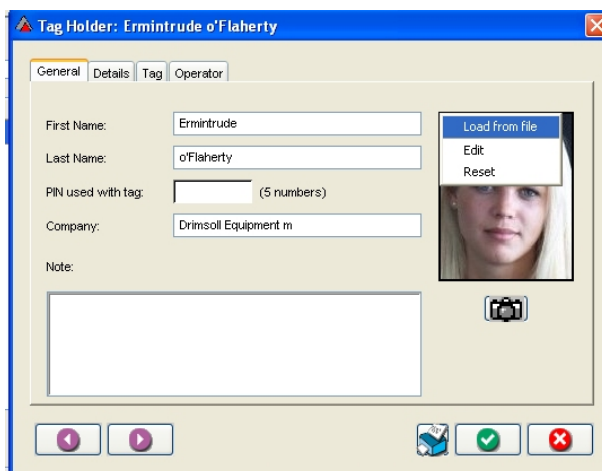 Tag Holder: Ermintrude o'Flaherty
General Details Tag Operator
First Name: Ermintrude
Last Name: o'Flaherty
PIN used with tag: (5 numbers)
Company: Drimsoll Equipment m
Note:
Load from file
Edit
Reset